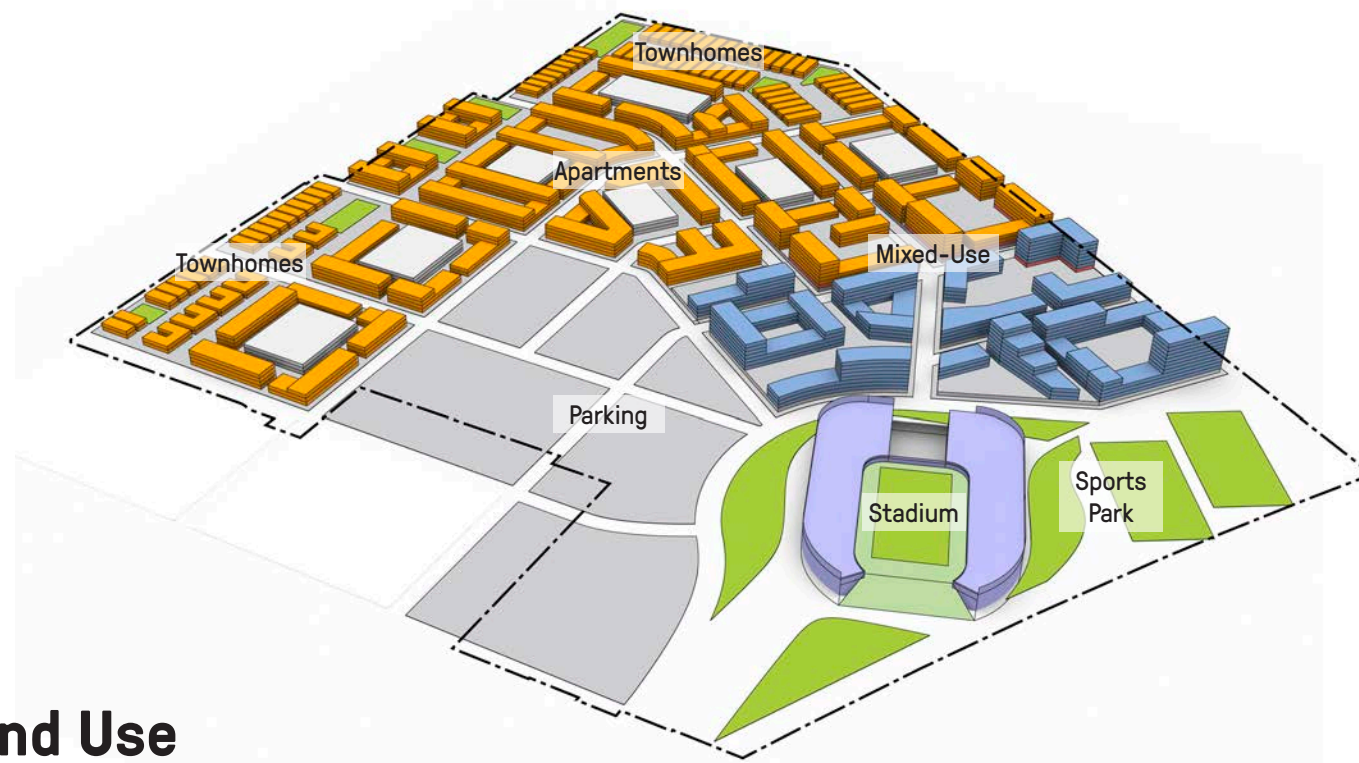 Townhomes
Apartments
Mixed-Use
Townhomes
Parking
Sports
Park
Stadium
nd Use